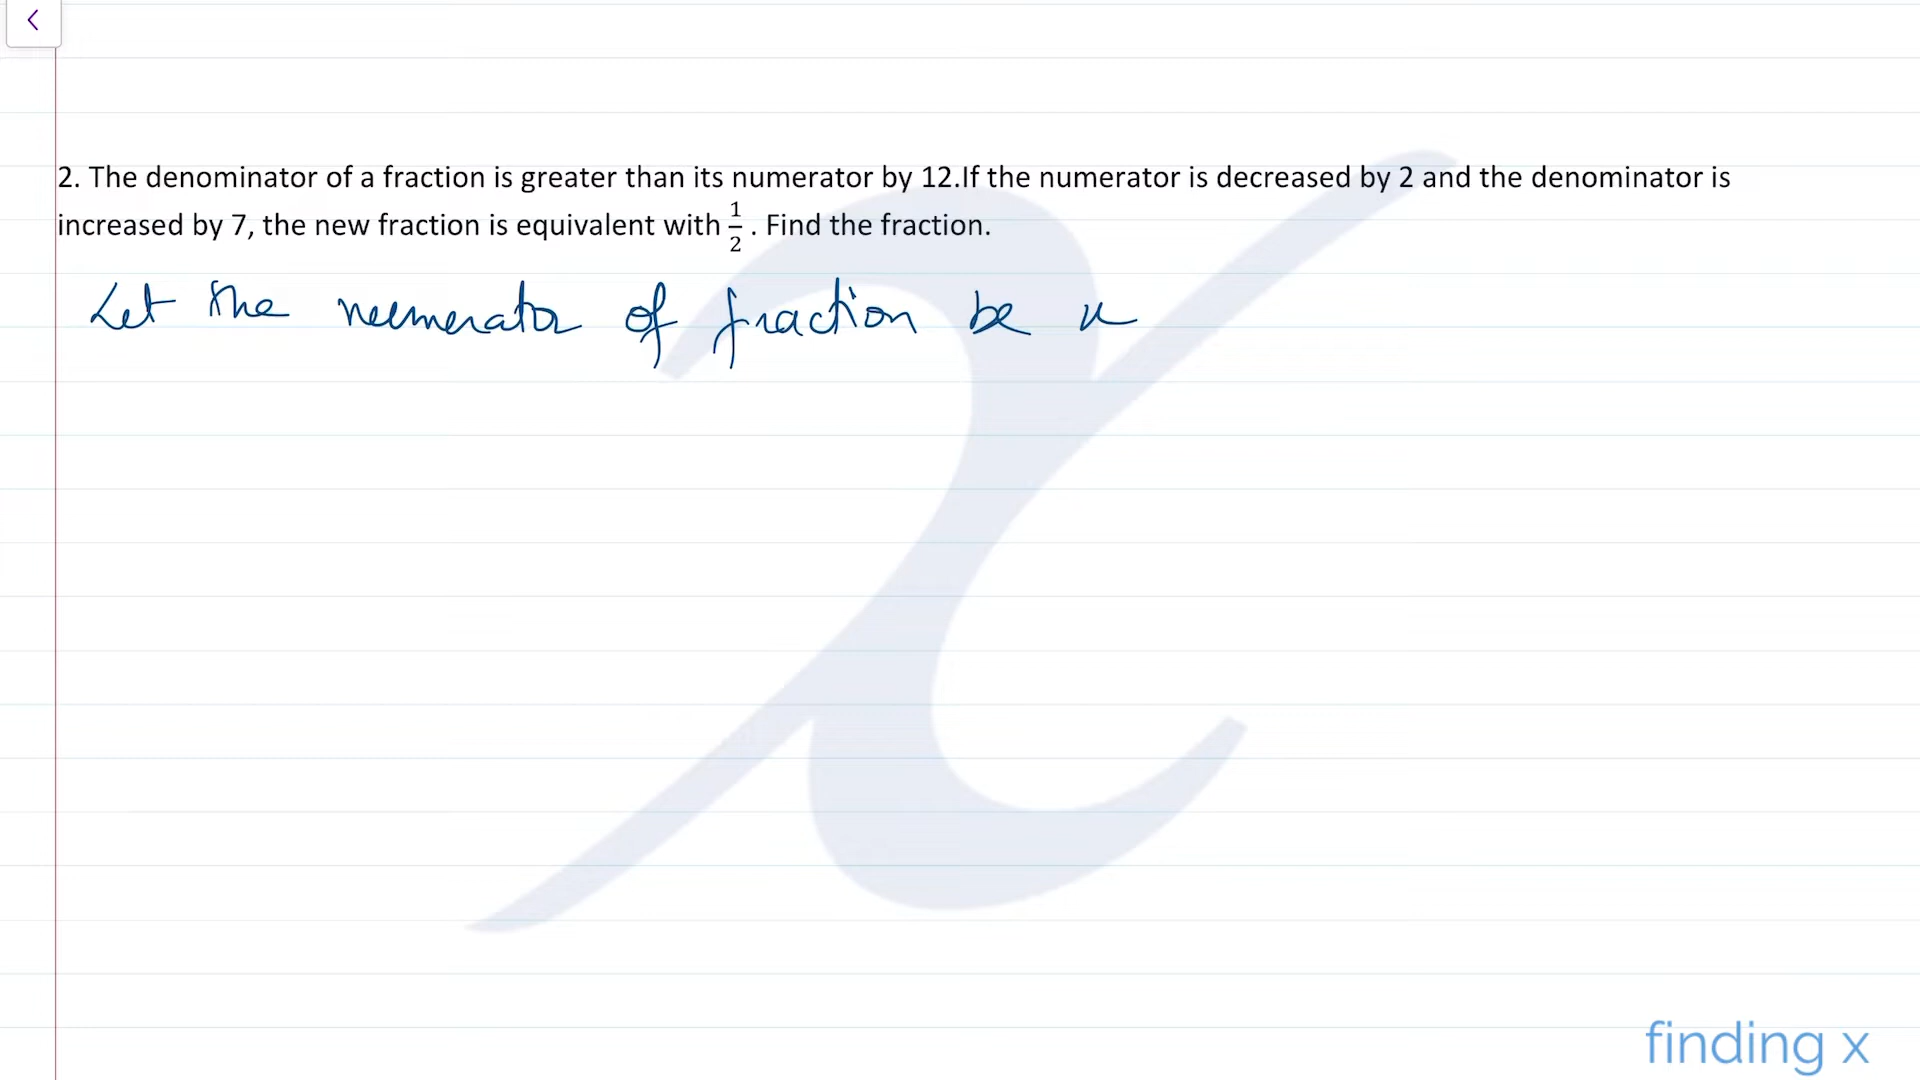 2. The denominator of a fraction is greater than its numerator by 12.If the numerator is decreased by 2 and the denominator is
increased by 7, the new fraction is equivalent with 1/2 . Find the fraction.
Let the numerator of fraction be x
finding x